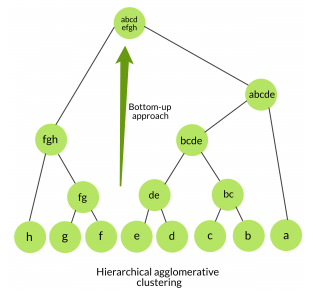 abcd
efgh
abcde
Bottom-up
approach
fgh
bcde
fg
de
bc
h
g
f
e
d
c
b
a
Hierarchical agglomerative
clustering